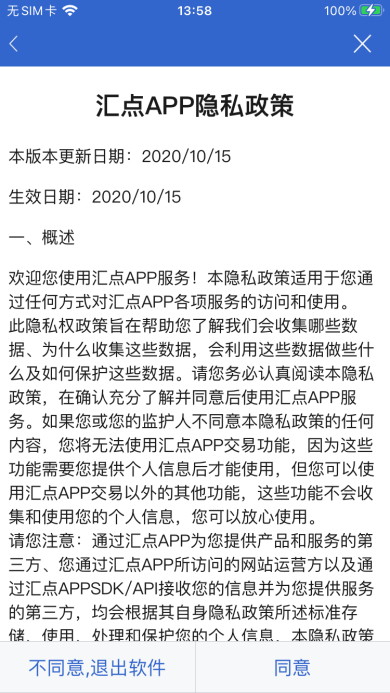 无SIM卡 13:58 100%
汇点APP隐私政策
本版本更新日期：2020/10/15
生效日期：2020/10/15
一、概述
欢迎您使用汇点APP服务！本隐私政策适用于您通
过任何方式对汇点APP各项服务的访问和使用。
此隐私权政策旨在帮助您了解我们会收集哪些数
据、为什么收集这些数据，会利用这些数据做些什
么及如何保护这些数据。请您务必认真阅读本隐私
政策，在确认充分了解并同意后使用汇点APP服
务。如果您或您的监护人不同意本隐私政策的任何
内容，您将无法使用汇点APP交易功能，因为这些
功能需要您提供个人信息后才能使用，但您可以使
用汇点APP交易以外的其他功能，这些功能不会收
集和使用您的个人信息，您可以放心使用。
请您注意：通过汇点APP为您提供产品和服务的第
三方、您通过汇点APP所访问的网站运营方以及通
过汇点APPSDK/API接收您的信息并为您提供服务
的第三方，均会根据其自身隐私政策所述标准存
储、使用、处理和保护您的个人信息，本隐私政策
不同意,退出软件 同意